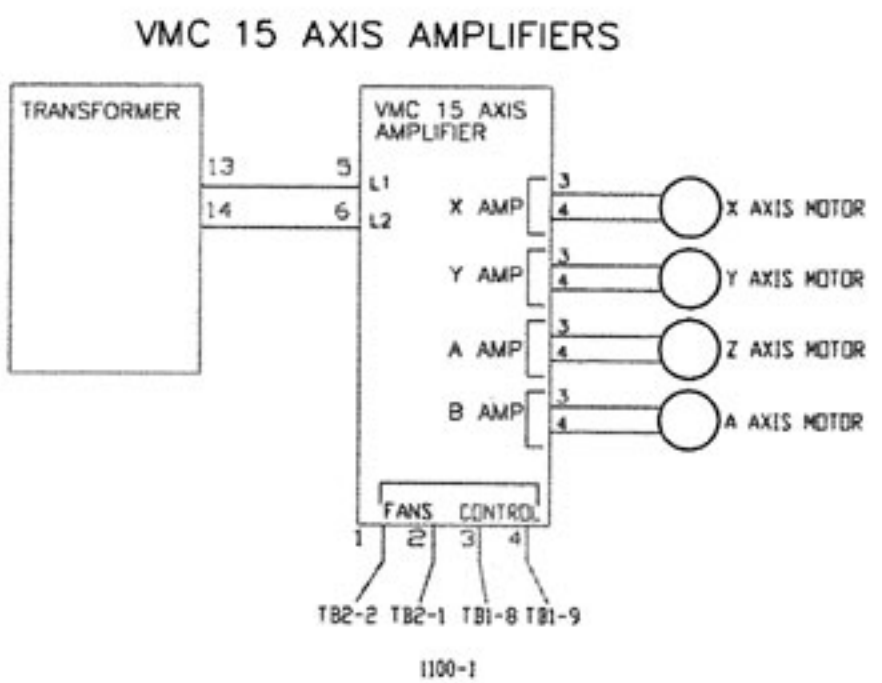 VMC 15 AXIS AMPLIFIERS
TRANSFORMER
VMC 15 AXIS
AMPLIFIER
13
5
L1
14
6
L2
X AMP
3
4
X AXIS MOTOR
Y AMP
3
4
Y AXIS MOTOR
A AMP
3
4
Z AXIS MOTOR
B AMP
3
4
A AXIS MOTOR
FANS CONTROL
1 2 3 4
TB2-2 TB2-1 TB1-8 TB1-9
1100-1